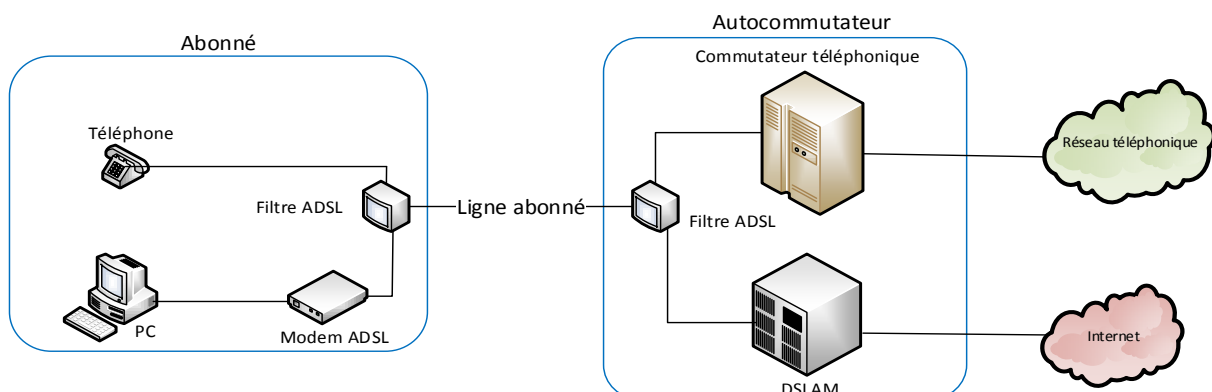 Abonné
Autocommutateur
Commutateur téléphonique
Téléphone
Réseau téléphonique
Filtre ADSL
Ligne abonné
Filtre ADSL
PC
Modem ADSL
Internet
DSLAM